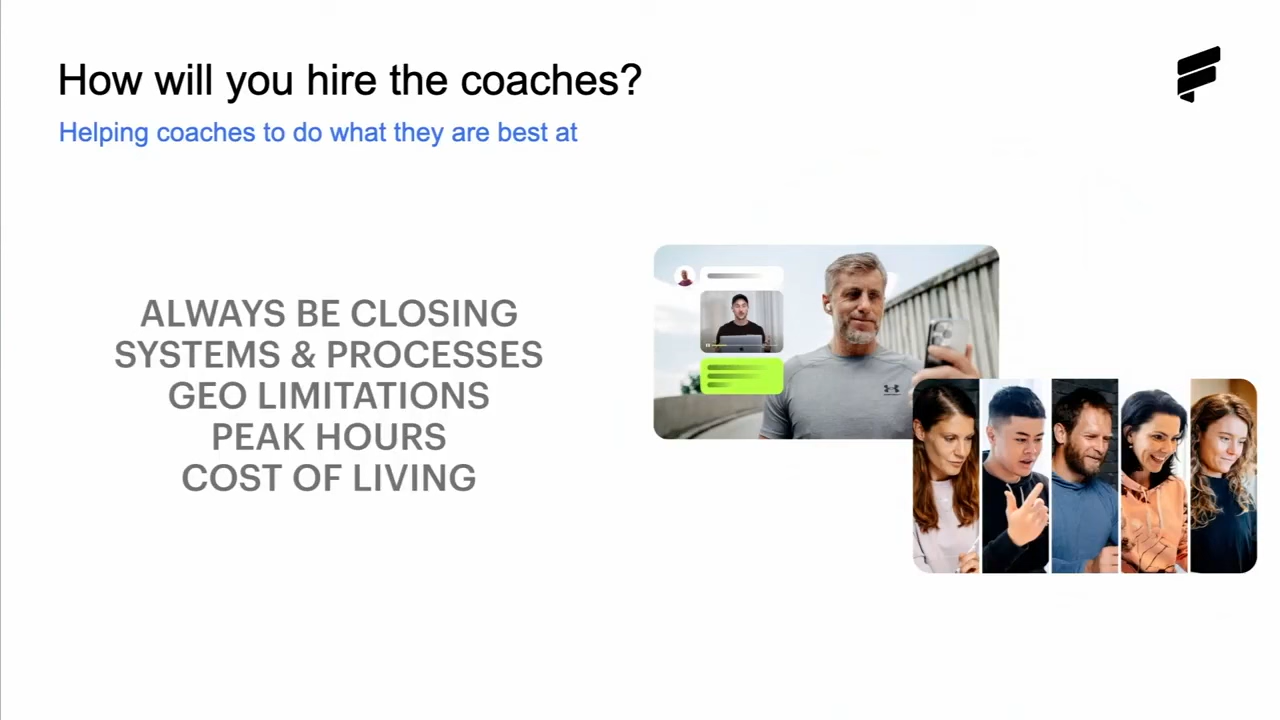 How will you hire the coaches?
Helping coaches to do what they are best at
ALWAYS BE CLOSING
SYSTEMS & PROCESSES
GEO LIMITATIONS
PEAK HOURS
COST OF LIVING